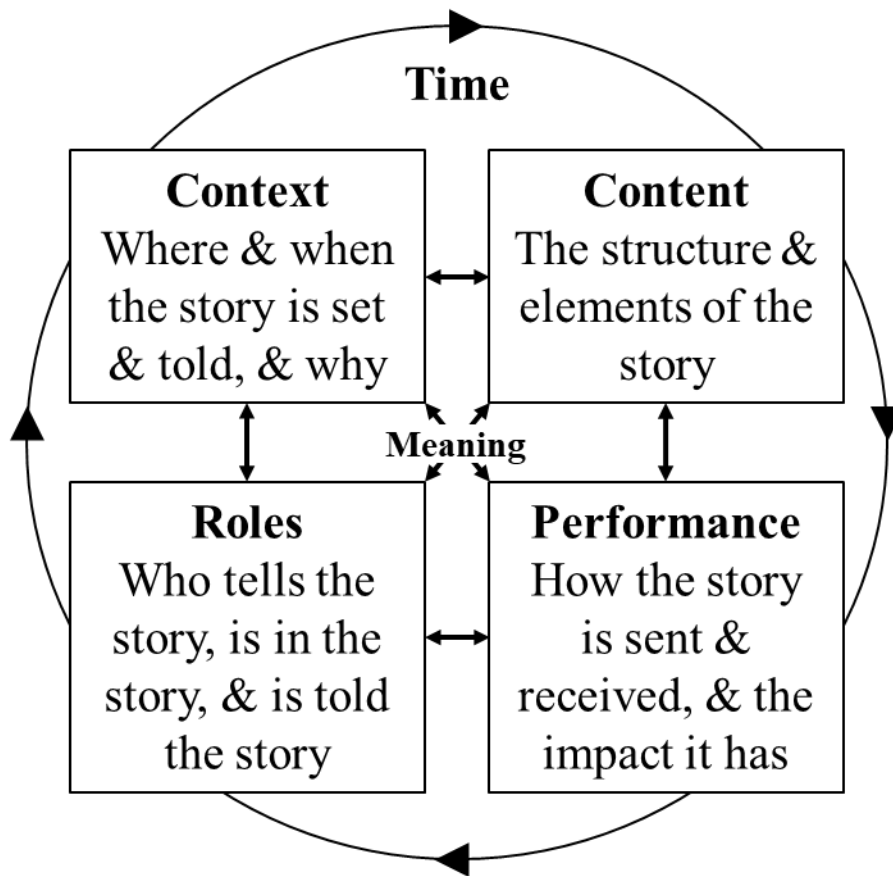 Time
Context
Where & when
the story is set
& told, & why
Content
The structure &
elements of the
story
Meaning
Roles
Who tells the
story, is in the
story, & is told
the story
Performance
How the story
is sent &
received, & the
impact it has